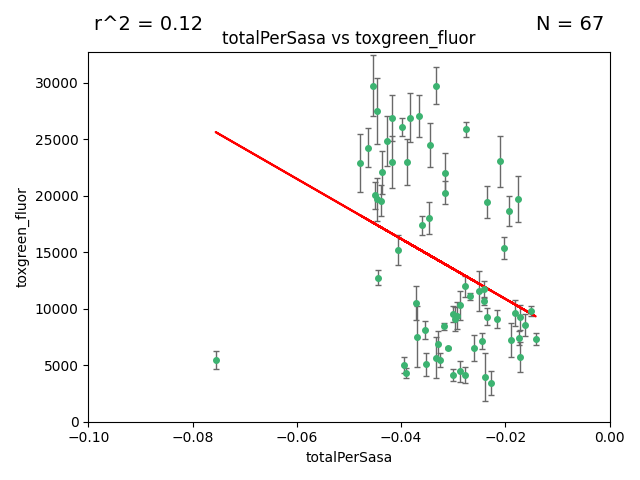 r^2 = 0.12
N = 67
totalPerSasa vs toxgreen_fluor
30000
25000
20000
15000
10000
5000
0
toxgreen_fluor
−0.10
−0.08
−0.06
−0.04
−0.02
0.00
totalPerSasa